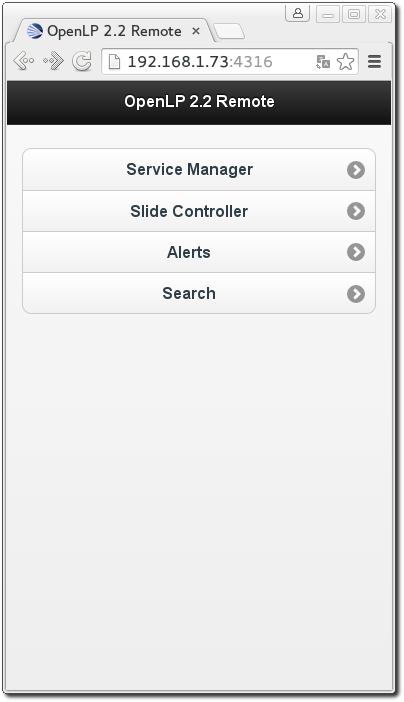 OpenLP 2.2 Remote
192.168.1.73:4316
OpenLP 2.2 Remote
Service Manager
Slide Controller
Alerts
Search